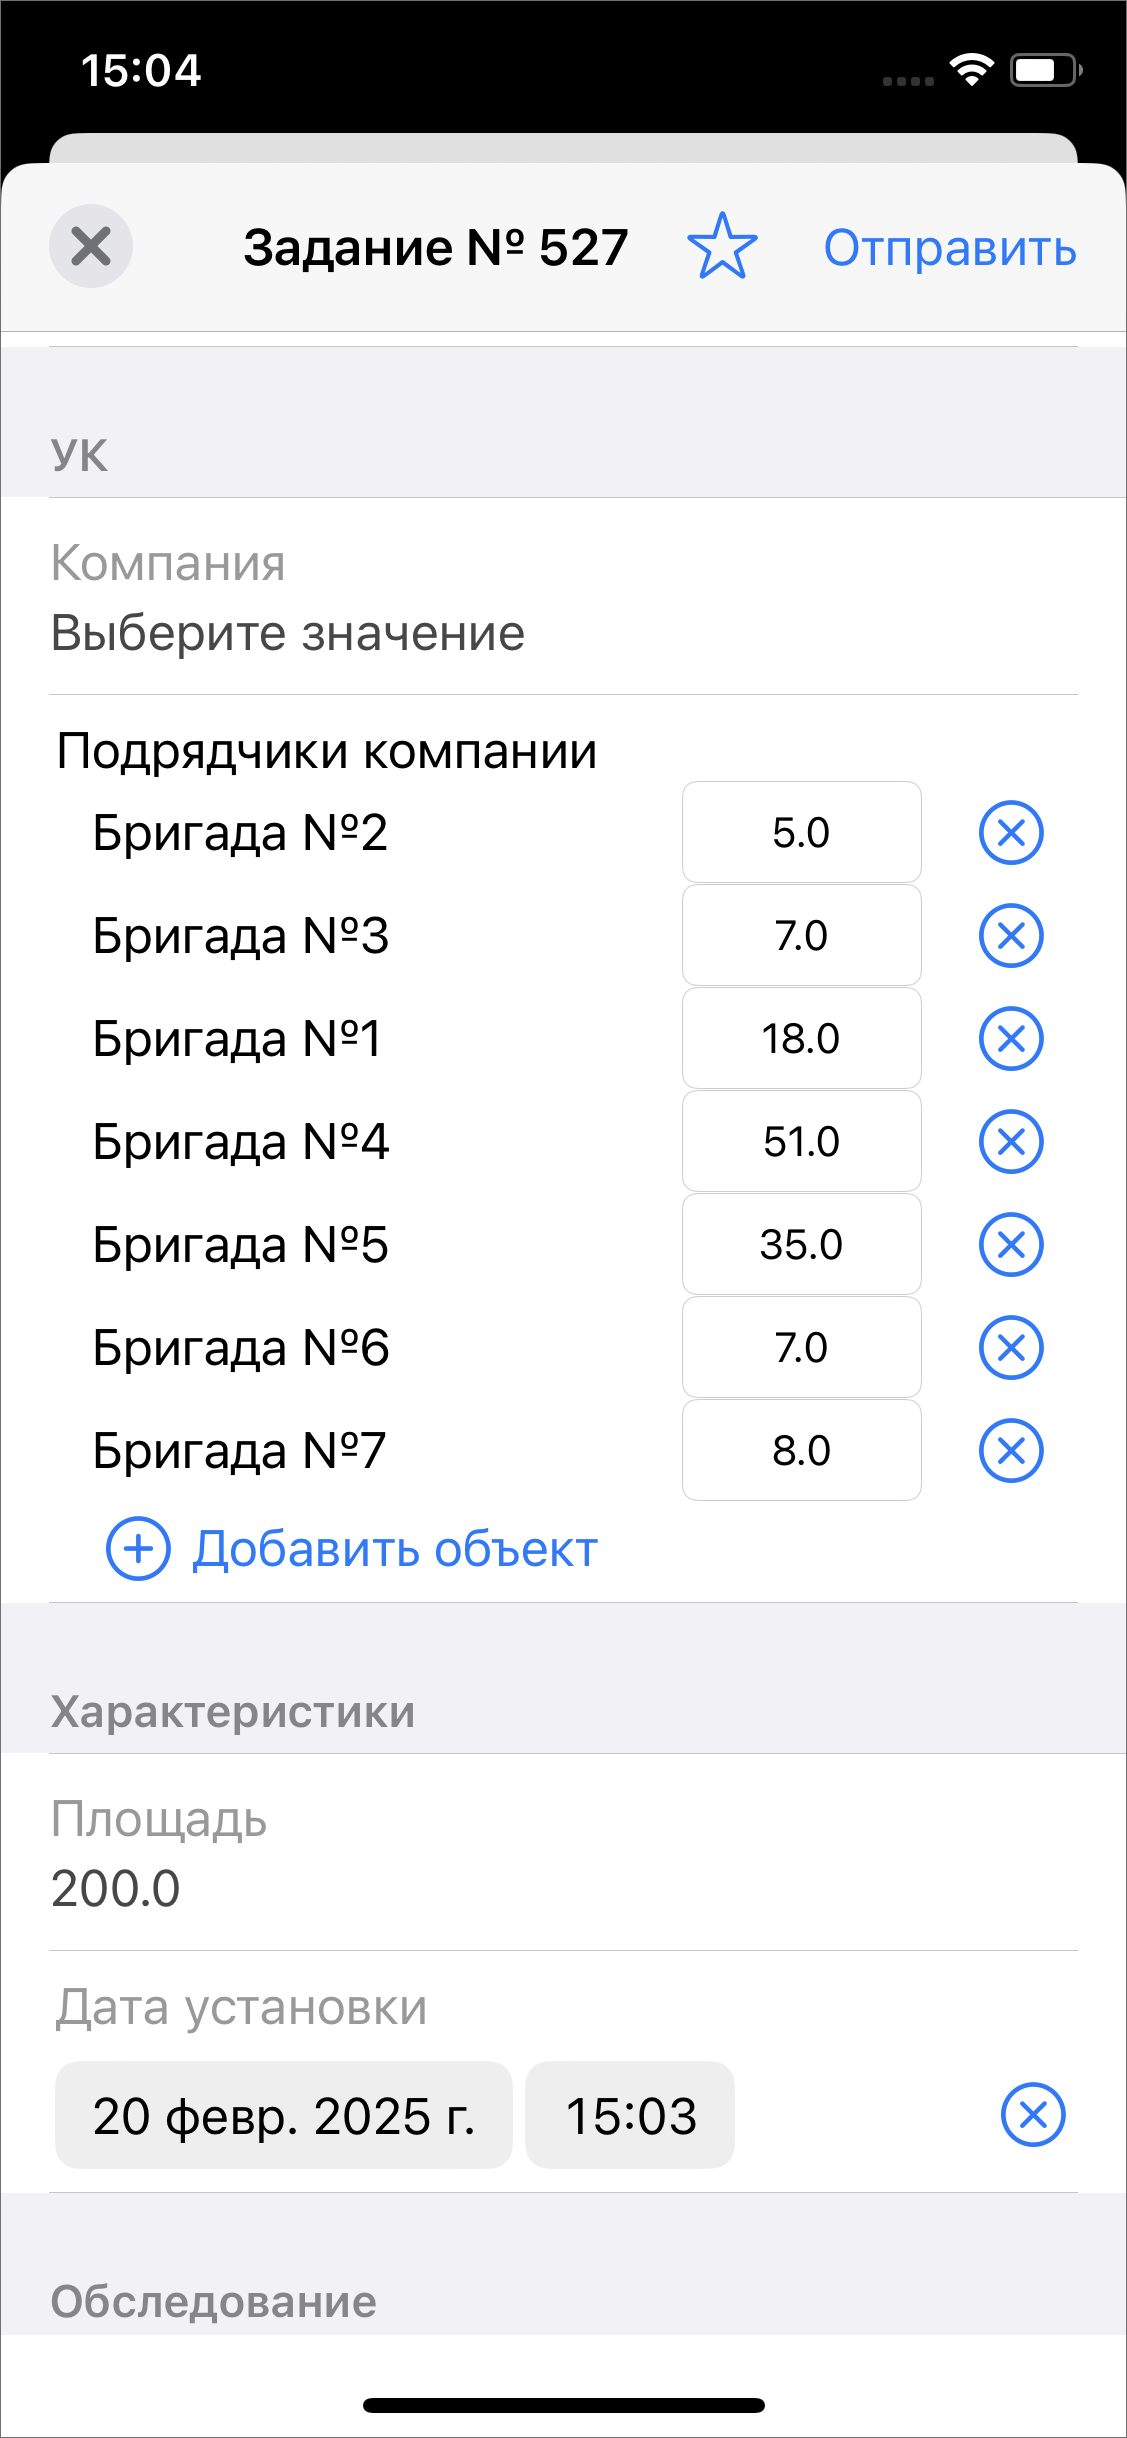 15:04
Задание № 527
Отправить
УК
Компания
Выберите значение
Подрядчики компании
Бригада №2 5.0
Бригада №3 7.0
Бригада №1 18.0
Бригада №4 51.0
Бригада №5 35.0
Бригада №6 7.0
Бригада №7 8.0
Добавить объект
Характеристики
Площадь
200.0
Дата установки
20 февр. 2025 г. 15:03
Обследование